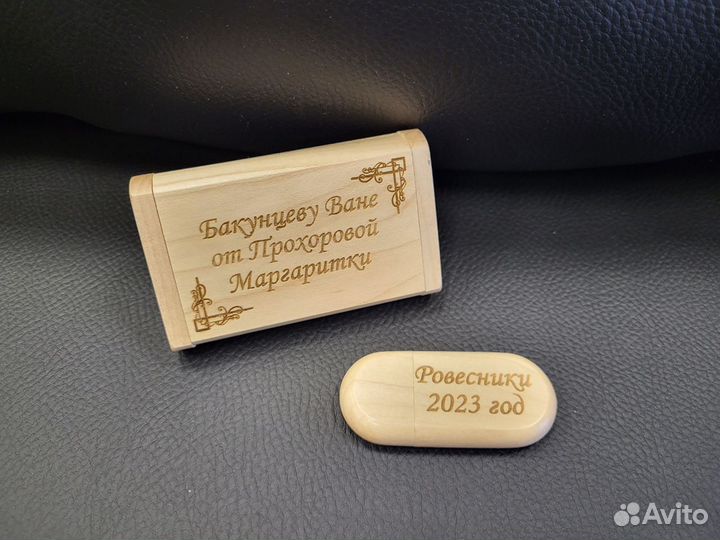 Бакунцеву Ване
от Прохоровой
Маргаритки
Ровесники
2023 год
Avito